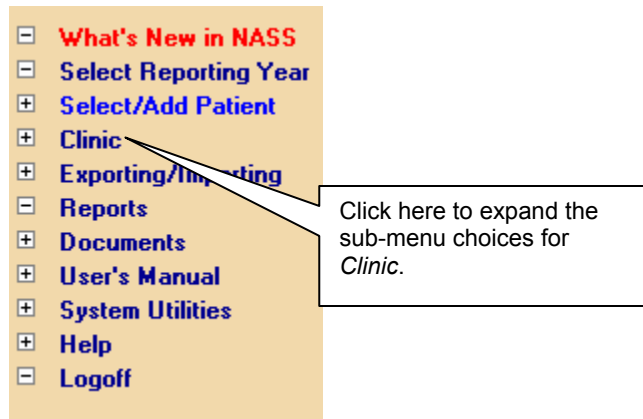 What's New in NASS
Select Reporting Year
Select/Add Patient
Clinic
Exporting/Importing
Reports
Documents
User's Manual
System Utilities
Help
Logoff
Click here to expand the
sub-menu choices for
Clinic.